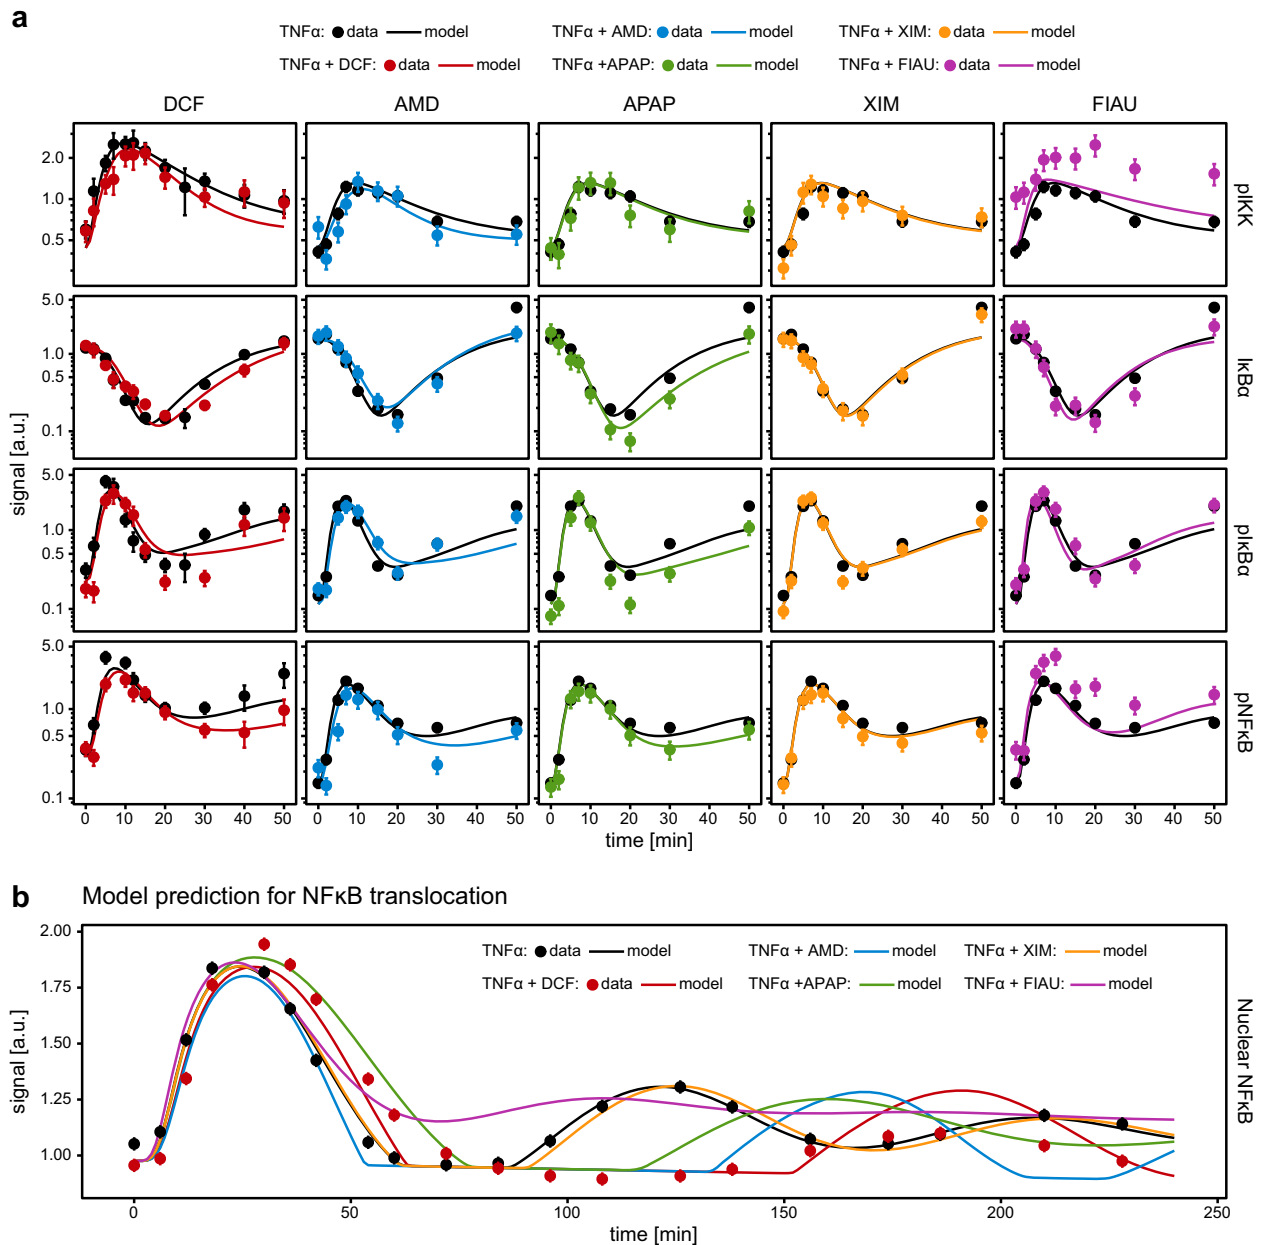 a
TNFα: data model TNFα + AMD: data model TNFα + XIM: data model
TNFα + DCF: data model TNFα +APAP: data model TNFα + FIAU: data model
DCF AMD APAP XIM FIAU
2.0
1.0
0.5
pIKK
5.0
1.0
0.5
0.1
IκBα
signal [a.u.]
5.0
1.0
0.5
0.1
pIκBα
5.0
1.0
0.5
0.1
pNFκB
0 10 20 30 40 50 0 10 20 30 40 50 0 10 20 30 40 50 0 10 20 30 40 50 0 10 20 30 40 50
time [min]
b Model prediction for NFκB translocation
TNFα: data model TNFα + AMD: model TNFα + XIM: model
TNFα + DCF: data model TNFα +APAP: model TNFα + FIAU: model
2.00
1.75
1.50
1.25
1.00
signal [a.u.]
Nuclear NFκB
0 50 100 150 200 250
time [min]